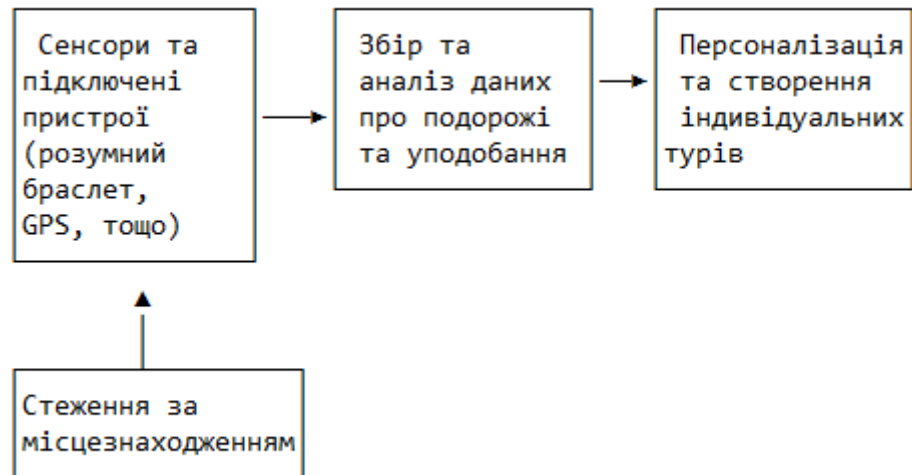 Сенсори та
підключені
пристрої
(розумний
браслет,
GPS, тощо)
Збір та
аналіз даних
про подорожі
та уподобання
Персоналізація
та створення
індивідуальних
турів
Стеження за
місцезнаходженням